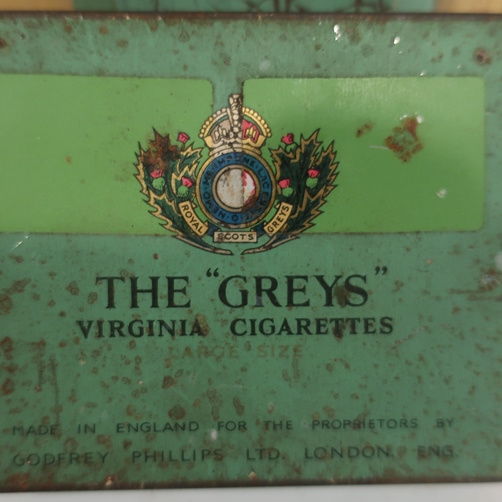 ROYAL SCOTS GREYS
THE "GREYS"
VIRGINIA CIGARETTES
LARGE SIZE
MADE IN ENGLAND FOR THE PROPRIETORS BY
GODFREY PHILLIPS LTD. LONDON, ENG.